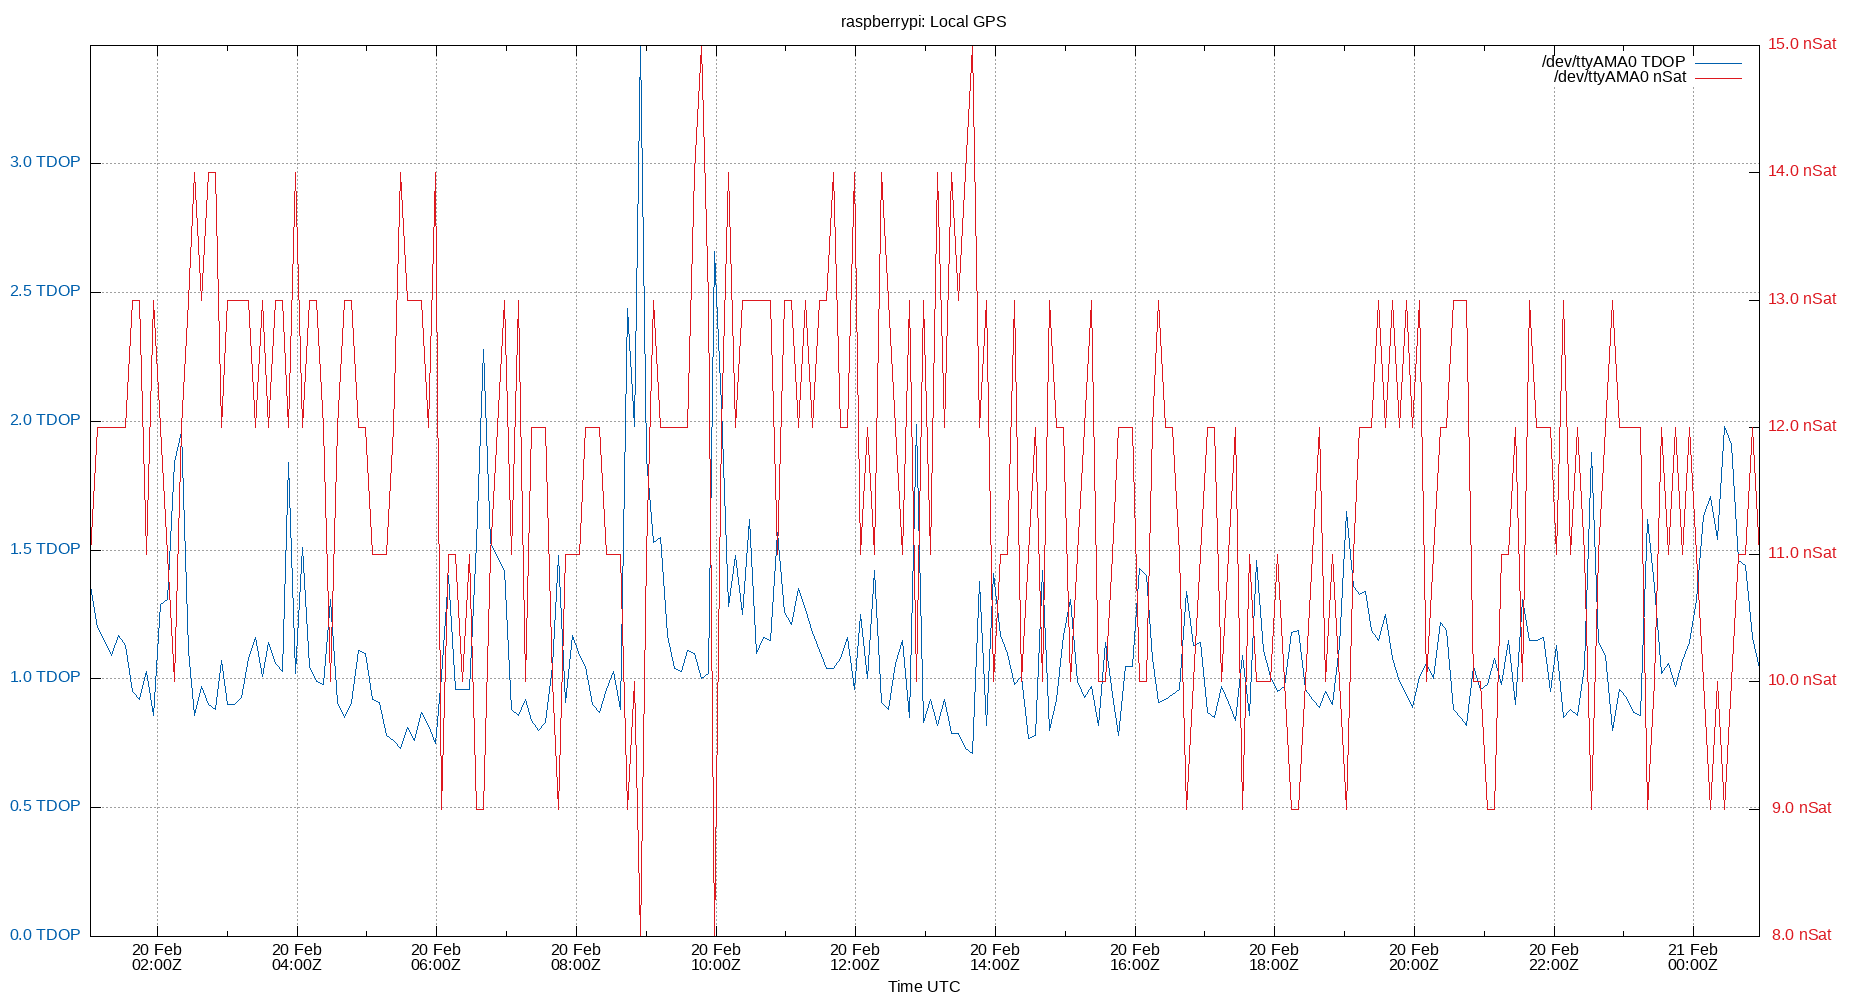 raspberrypi: Local GPS
/dev/ttyAMA0 TDOP
/dev/ttyAMA0 nSat
3.0 TDOP
2.5 TDOP
2.0 TDOP
1.5 TDOP
1.0 TDOP
0.5 TDOP
0.0 TDOP
15.0 nSat
14.0 nSat
13.0 nSat
12.0 nSat
11.0 nSat
10.0 nSat
9.0 nSat
8.0 nSat
20 Feb
02:00Z
20 Feb
04:00Z
20 Feb
06:00Z
20 Feb
08:00Z
20 Feb
10:00Z
20 Feb
12:00Z
20 Feb
14:00Z
20 Feb
16:00Z
20 Feb
18:00Z
20 Feb
20:00Z
20 Feb
22:00Z
21 Feb
00:00Z
Time UTC